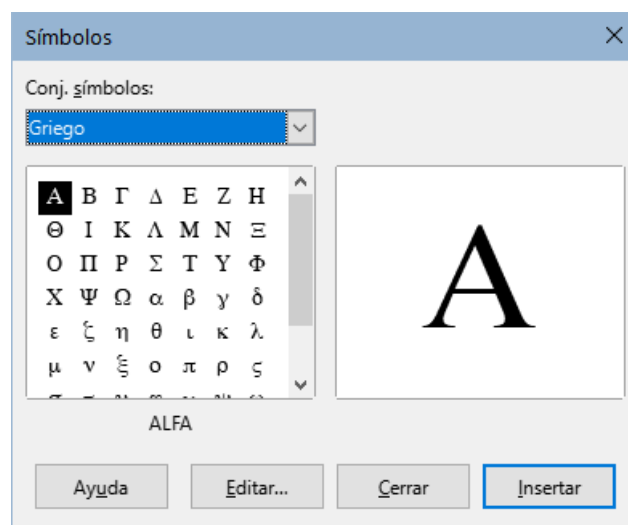 Símbolos
Conj. símbolos:
Griego
Α Β Γ Δ Ε Ζ Η
Θ Ι Κ Λ Μ Ν Ξ
Ο Π Ρ Σ Τ Υ Φ
Χ Ψ Ω α β γ δ
ε ζ η θ ι κ λ
μ ν ξ ο π ρ ς
Α
ALFA
Ayuda Editar... Cerrar Insertar